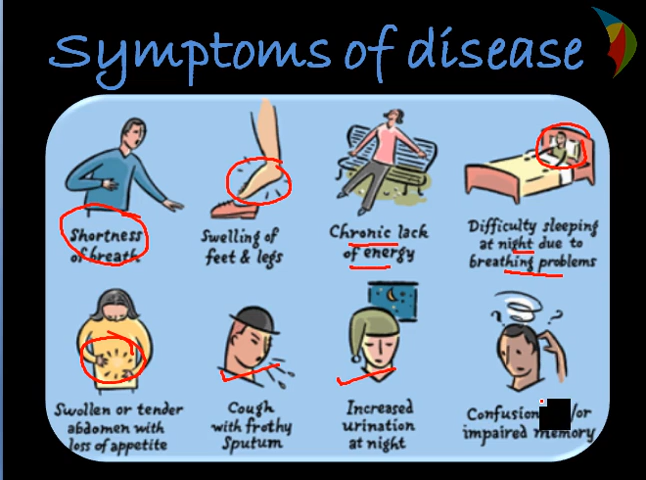 Symptoms of disease
Shortness
of breath
Swelling of
feet & legs
Chronic lack
of energy
Difficulty sleeping
at night due to
breathing problems
Swollen or tender
abdomen with
loss of appetite
Cough
with frothy
Sputum
Increased
urination
at night
Confusion /or
impaired memory
? ?